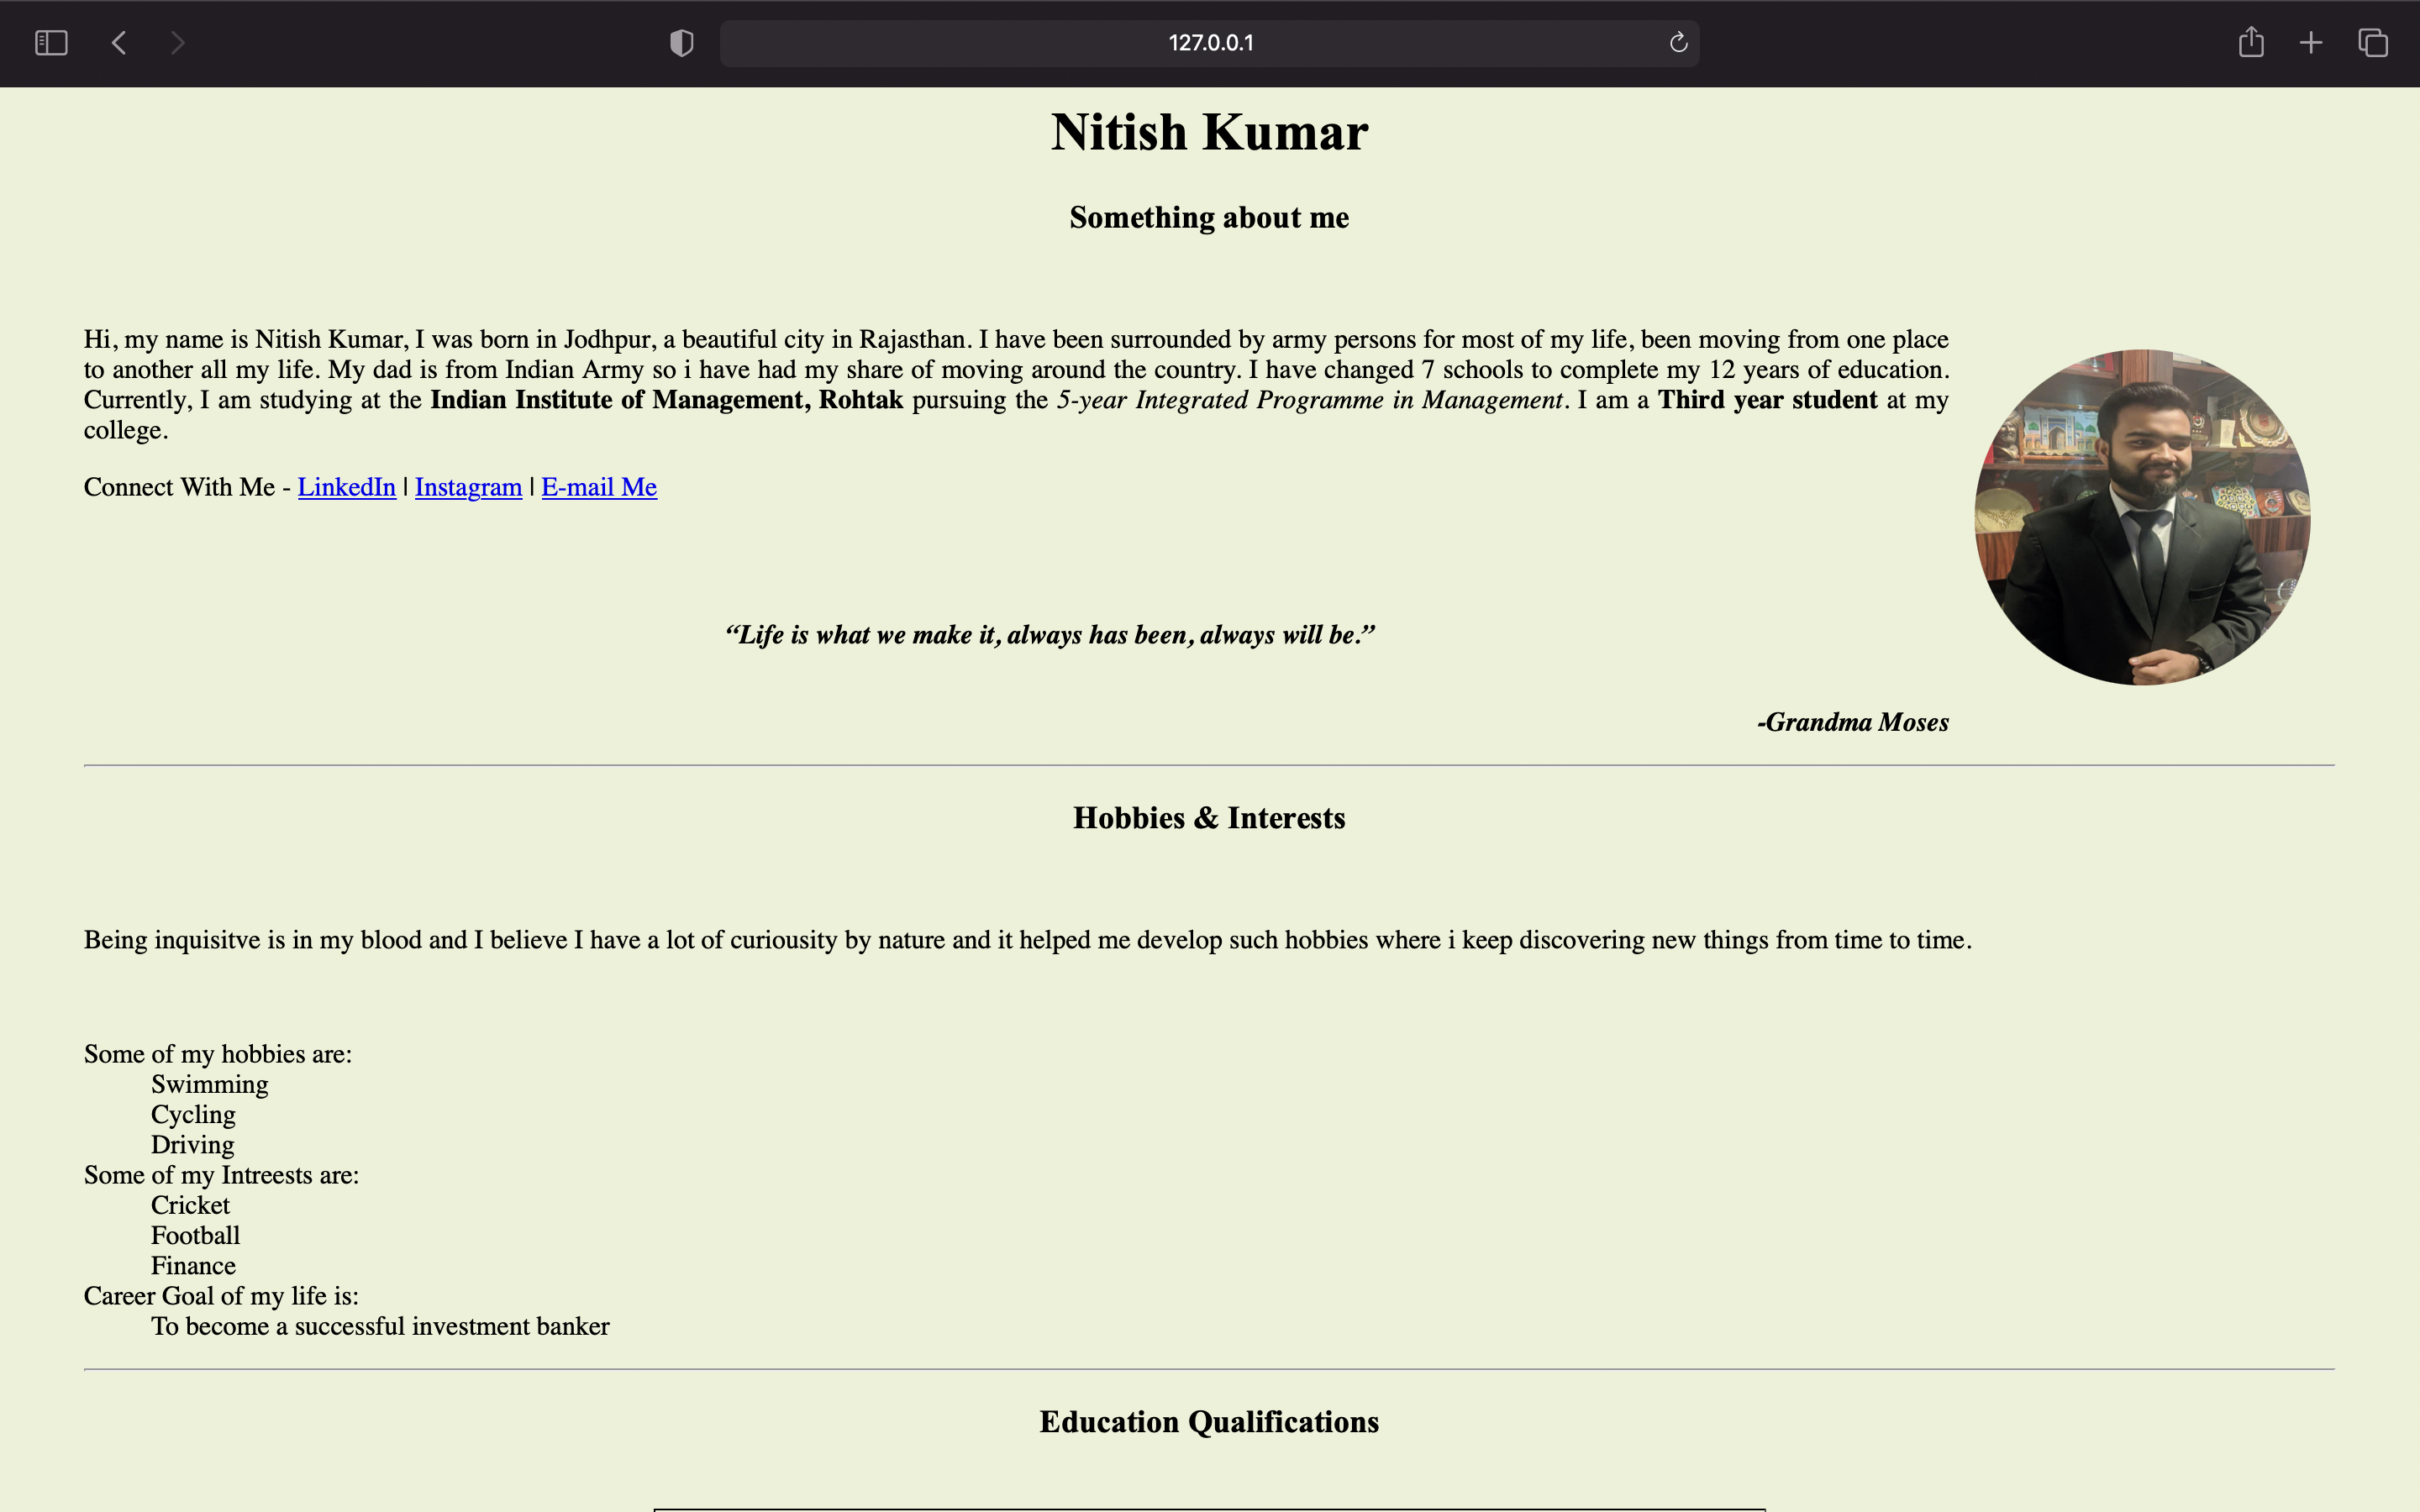 127.0.0.1
Nitish Kumar
Something about me
Hi, my name is Nitish Kumar, I was born in Jodhpur, a beautiful city in Rajasthan. I have been surrounded by army persons for most of my life, been moving from one place
to another all my life. My dad is from Indian Army so i have had my share of moving around the country. I have changed 7 schools to complete my 12 years of education.
Currently, I am studying at the Indian Institute of Management, Rohtak pursuing the 5-year Integrated Programme in Management. I am a Third year student at my
college.
Connect With Me - LinkedIn | Instagram | E-mail Me
“Life is what we make it, always has been, always will be.”
-Grandma Moses
Hobbies & Interests
Being inquisitve is in my blood and I believe I have a lot of curiousity by nature and it helped me develop such hobbies where i keep discovering new things from time to time.
Some of my hobbies are:
Swimming
Cycling
Driving
Some of my Intreests are:
Cricket
Football
Finance
Career Goal of my life is:
To become a successful investment banker
Education Qualifications